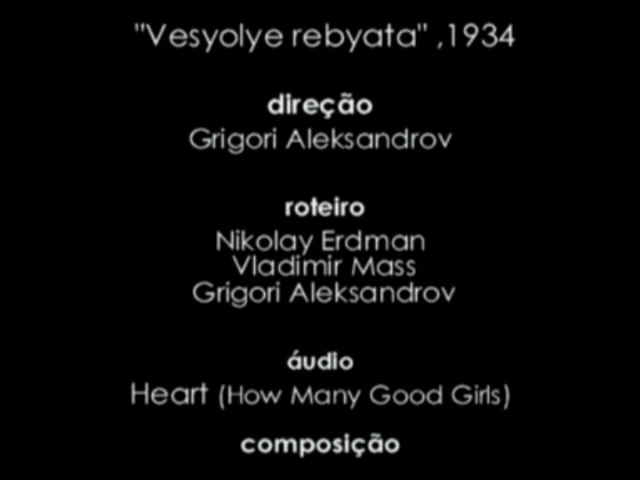 "Vesyolye rebyata" ,1934
direção
Grigori Aleksandrov
roteiro
Nikolay Erdman
Vladimir Mass
Grigori Aleksandrov
áudio
Heart (How Many Good Girls)
composição